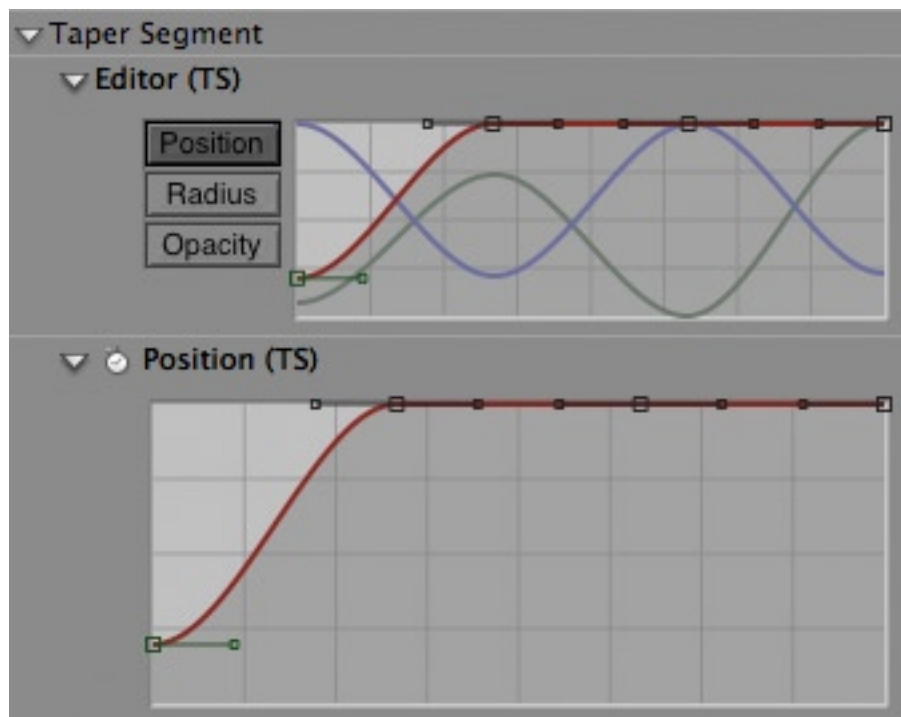 Taper Segment
Editor (TS)
Position
Radius
Opacity
Position (TS)